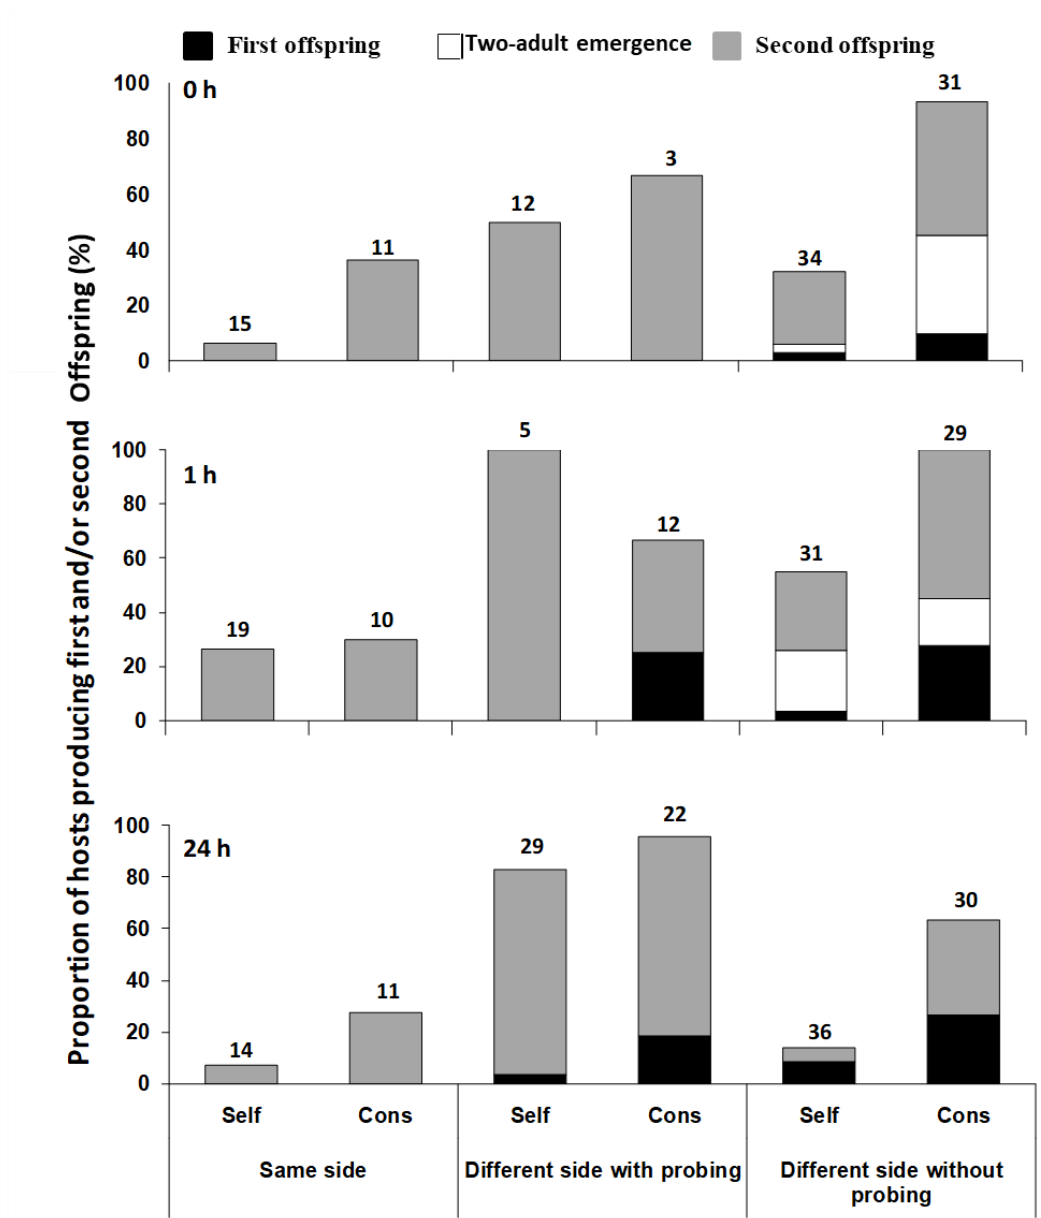 First offspring Two-adult emergence Second offspring
Proportion of hosts producing first and/or second Offspring (%)
0 h
100
80
60
40
20
0
15 11 12 3 34 31
1 h
100
80
60
40
20
0
19 10 5 12 31 29
24 h
100
80
60
40
20
0
14 11 29 22 36 30
Self Cons Self Cons Self Cons
Same side Different side with probing Different side without
probing